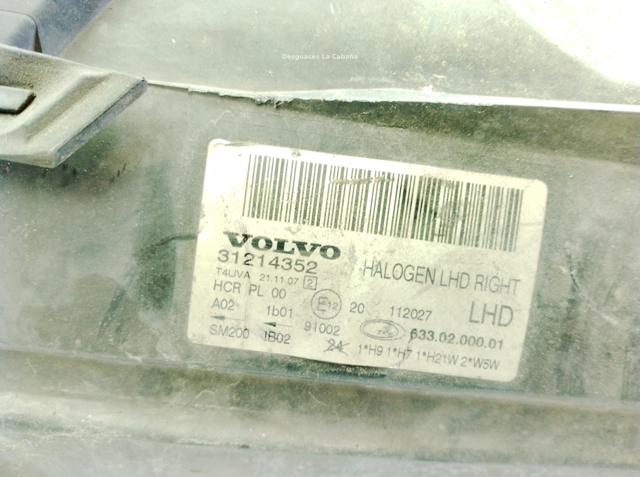 Desguaces La Cabaña
VOLVO
31214352
HALOGEN LHD RIGHT
T4UVA 21.11.07 2
HCR PL 00
E12 20 112027 LHD
A02 1b01 91002 633.02.000.01
SM200 1B02 24 1*H9 1*H7 1*H21W 2*W5W